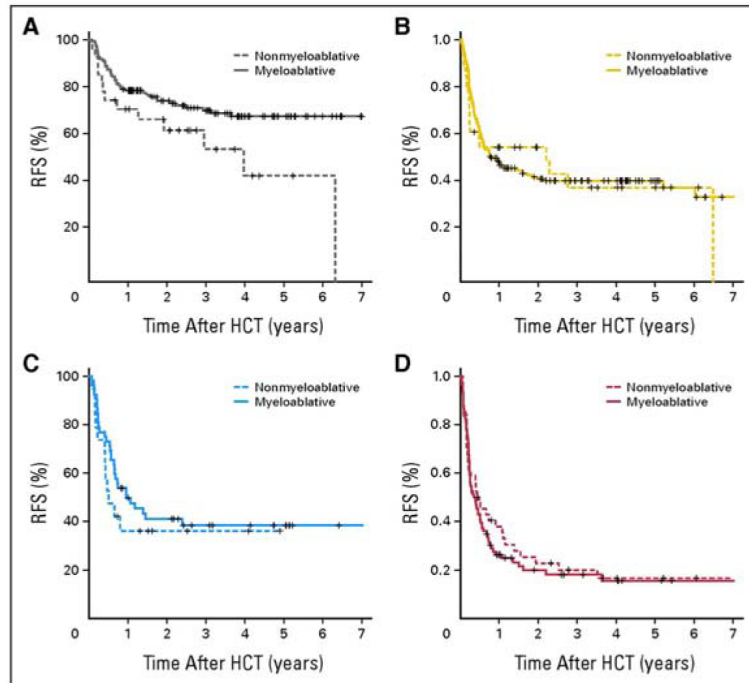 A
RFS (%)
100
80
60
40
20
0
1 2 3 4 5 6 7
Time After HCT (years)
Nonmyeloablative
Myeloablative
B
RFS (%)
1.0
0.8
0.6
0.4
0.2
0
1 2 3 4 5 6 7
Time After HCT (years)
Nonmyeloablative
Myeloablative
C
RFS (%)
100
80
60
40
20
0
1 2 3 4 5 6 7
Time After HCT (years)
Nonmyeloablative
Myeloablative
D
RFS (%)
1.0
0.8
0.6
0.4
0.2
0
1 2 3 4 5 6 7
Time After HCT (years)
Nonmyeloablative
Myeloablative